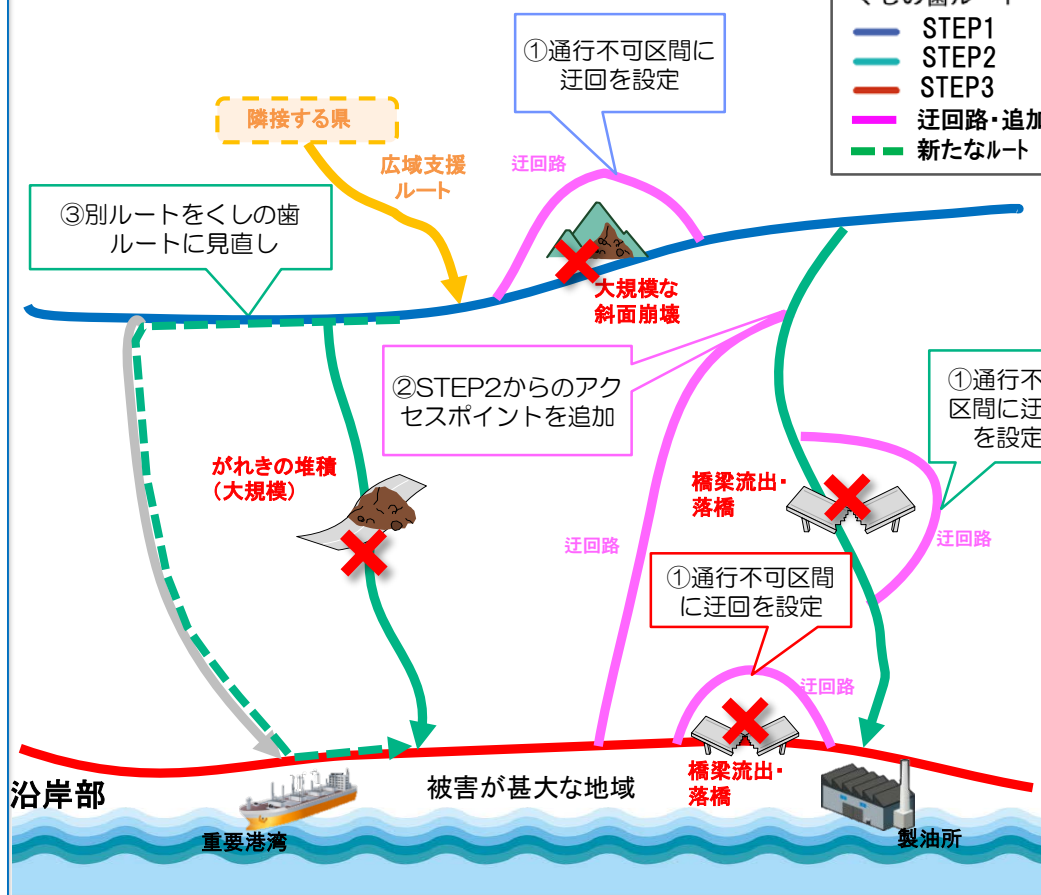 くしの歯ルート
STEP1
STEP2
STEP3
迂回路・追加
新たなルート
①通行不可区間に
迂回を設定
隣接する県
広域支援
ルート
迂回路
③別ルートをくしの歯
ルートに見直し
大規模な
斜面崩壊
②STEP2からのアク
セスポイントを追加
①通行不
区間に迂
を設定
がれきの堆積
（大規模）
橋梁流出・
落橋
迂回路
迂回路
①通行不可区間
に迂回を設定
迂回路
橋梁流出・
落橋
沿岸部
被害が甚大な地域
重要港湾
製油所